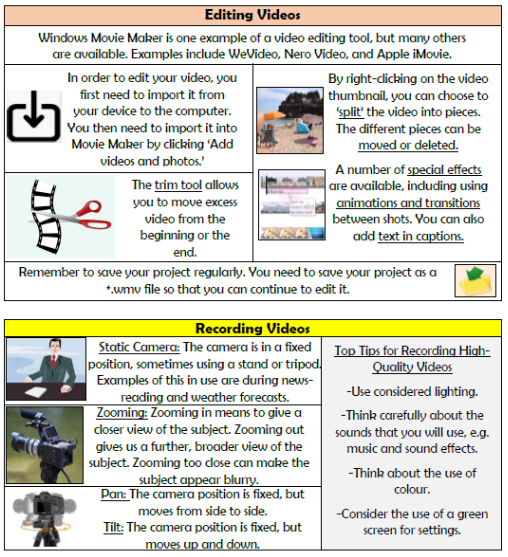 Editing Videos
Windows Movie Maker is one example of a video editing tool, but many others
are available. Examples include WeVideo, Nero Video, and Apple iMovie.
In order to edit your video, you
first need to import it from
your device to the computer.
You then need to import it into
Movie Maker by clicking ‘Add
videos and photos.’
The trim tool allows
you to move excess
video from the
beginning or the
end.
By right-clicking on the video
thumbnail, you can choose to
‘split’ the video into pieces.
The different pieces can be
moved or deleted.
A number of special effects
are available, including using
animations and transitions
between shots. You can also
add text in captions.
Remember to save your project regularly. You need to save your project as a
*.wmv file so that you can continue to edit it.
Recording Videos
Static Camera: The camera is in a fixed
position, sometimes using a stand or tripod.
Examples of this in use are during news-
reading and weather forecasts.
Zooming: Zooming in means to give a
closer view of the subject. Zooming out
gives us a further, broader view of the
subject. Zooming too close can make the
subject appear blurry.
Pan: The camera position is fixed, but
moves from side to side.
Tilt: The camera position is fixed, but
moves up and down.
Top Tips for Recording High-
Quality Videos
-Use considered lighting.
-Think carefully about the
sounds that you will use, e.g.
music and sound effects.
-Think about the use of
colour.
-Consider the use of a green
screen for settings.